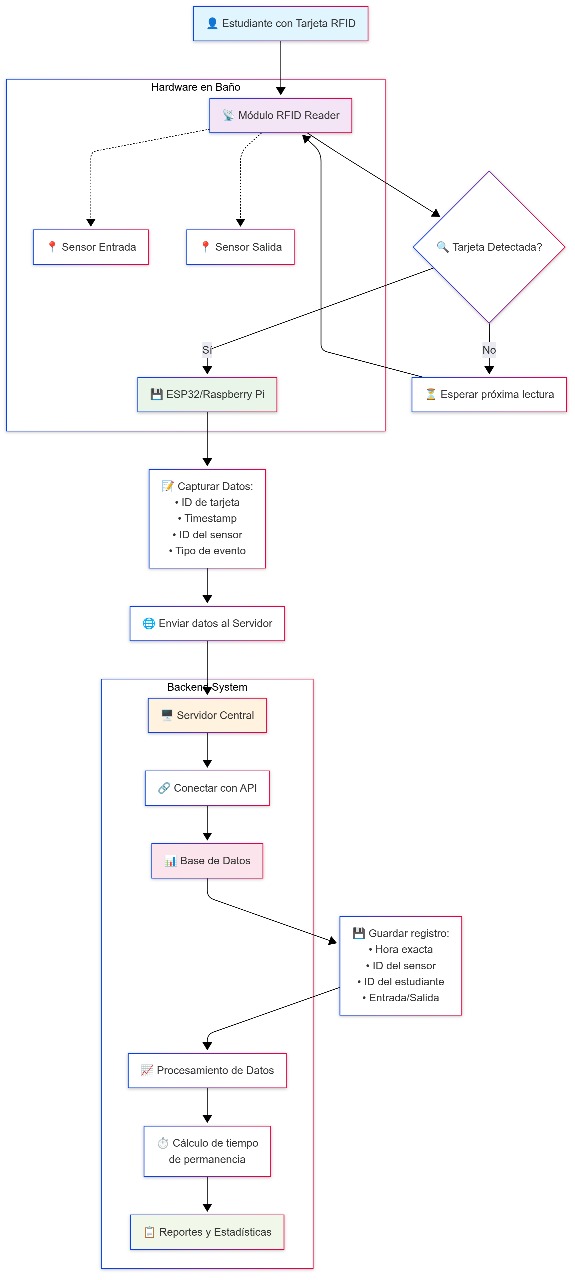 👤 Estudiante con Tarjeta RFID
Hardware en Baño
📡 Módulo RFID Reader
📍 Sensor Entrada
📍 Sensor Salida
🔍 Tarjeta Detectada?
Sí
No
💾 ESP32/Raspberry Pi
⏳ Esperar próxima lectura
📝 Capturar Datos:
• ID de tarjeta
• Timestamp
• ID del sensor
• Tipo de evento
🌐 Enviar datos al Servidor
Backend System
🖥️ Servidor Central
🔗 Conectar con API
📊 Base de Datos
💾 Guardar registro:
• Hora exacta
• ID del sensor
• ID del estudiante
• Entrada/Salida
📈 Procesamiento de Datos
⏱️ Cálculo de tiempo
de permanencia
📋 Reportes y Estadísticas